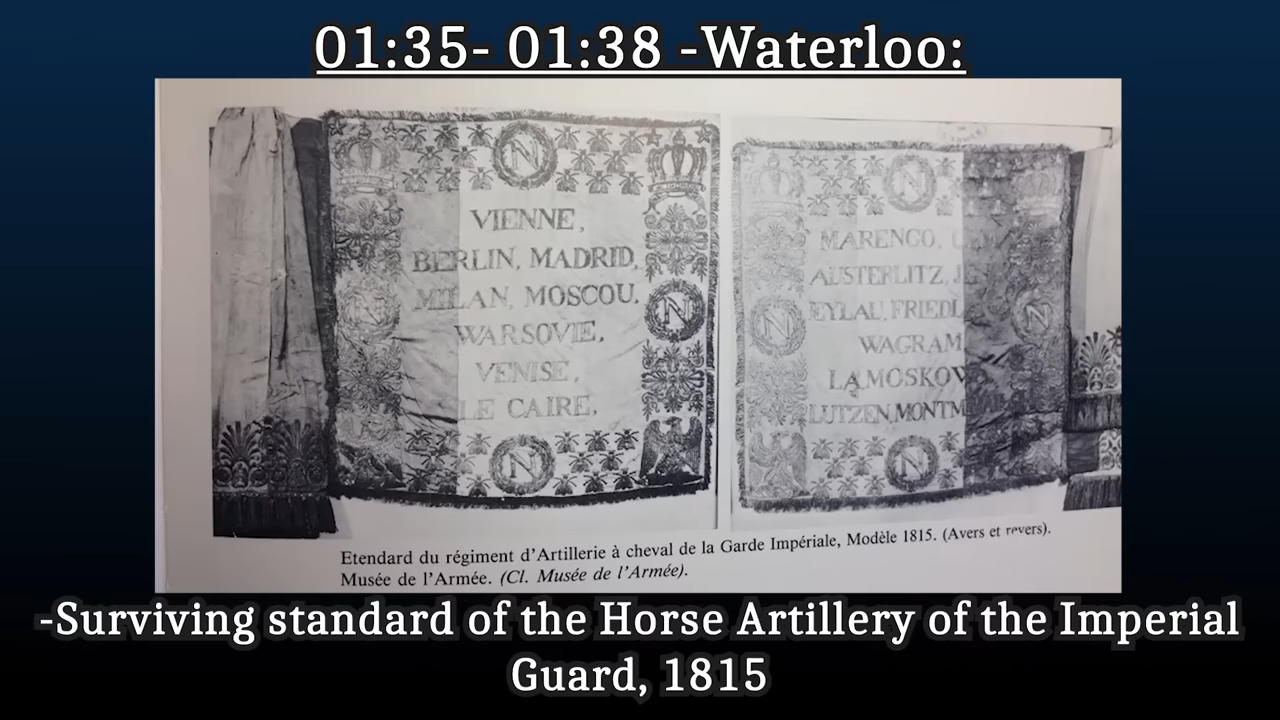 01:35- 01:38 -Waterloo:
N
VIENNE,
BERLIN, MADRID,
MILAN, MOSCOU,
WARSOVIE,
VENISE,
LE CAIRE,
N
N
N
N
MARENGO,
AUSTERLITZ,
EYLAU, FRIEDL
WAGRAM
LA MOSKOV
LUTZEN, MONTM
N
N
N
Etendard du régiment d'Artillerie à cheval de la Garde Impériale, Modèle 1815. (Avers et revers).
Musée de l'Armée. (Cl. Musée de l'Armée).
-Surviving standard of the Horse Artillery of the Imperial
Guard, 1815